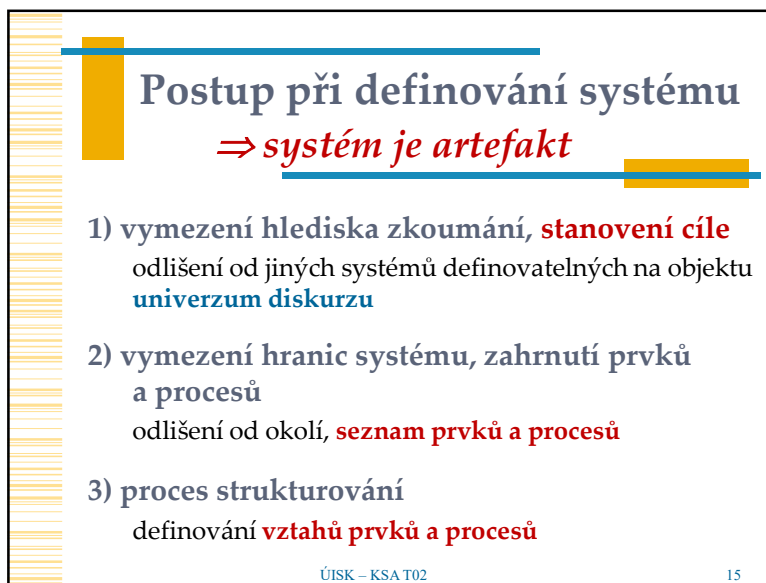 Postup při definování systému
⇒ systém je artefakt
1) vymezení hlediska zkoumání, stanovení cíle
odlišení od jiných systémů definovatelných na objektu
univerzum diskurzu
2) vymezení hranic systému, zahrnutí prvků
a procesů
odlišení od okolí, seznam prvků a procesů
3) proces strukturování
definování vztahů prvků a procesů
ÚISK – KSA T02
15